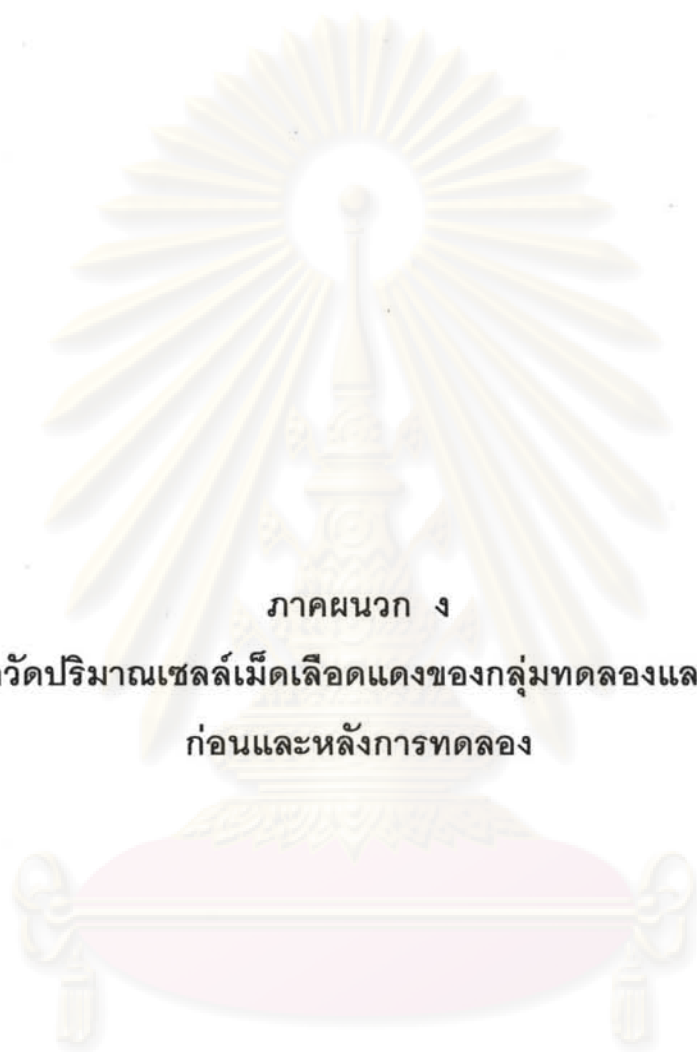 ภาคผนวก ง
วัดปริมาณเซลล์เม็ดเลือดแดงของกลุ่มทดลองและ
ก่อนและหลังการทดลอง